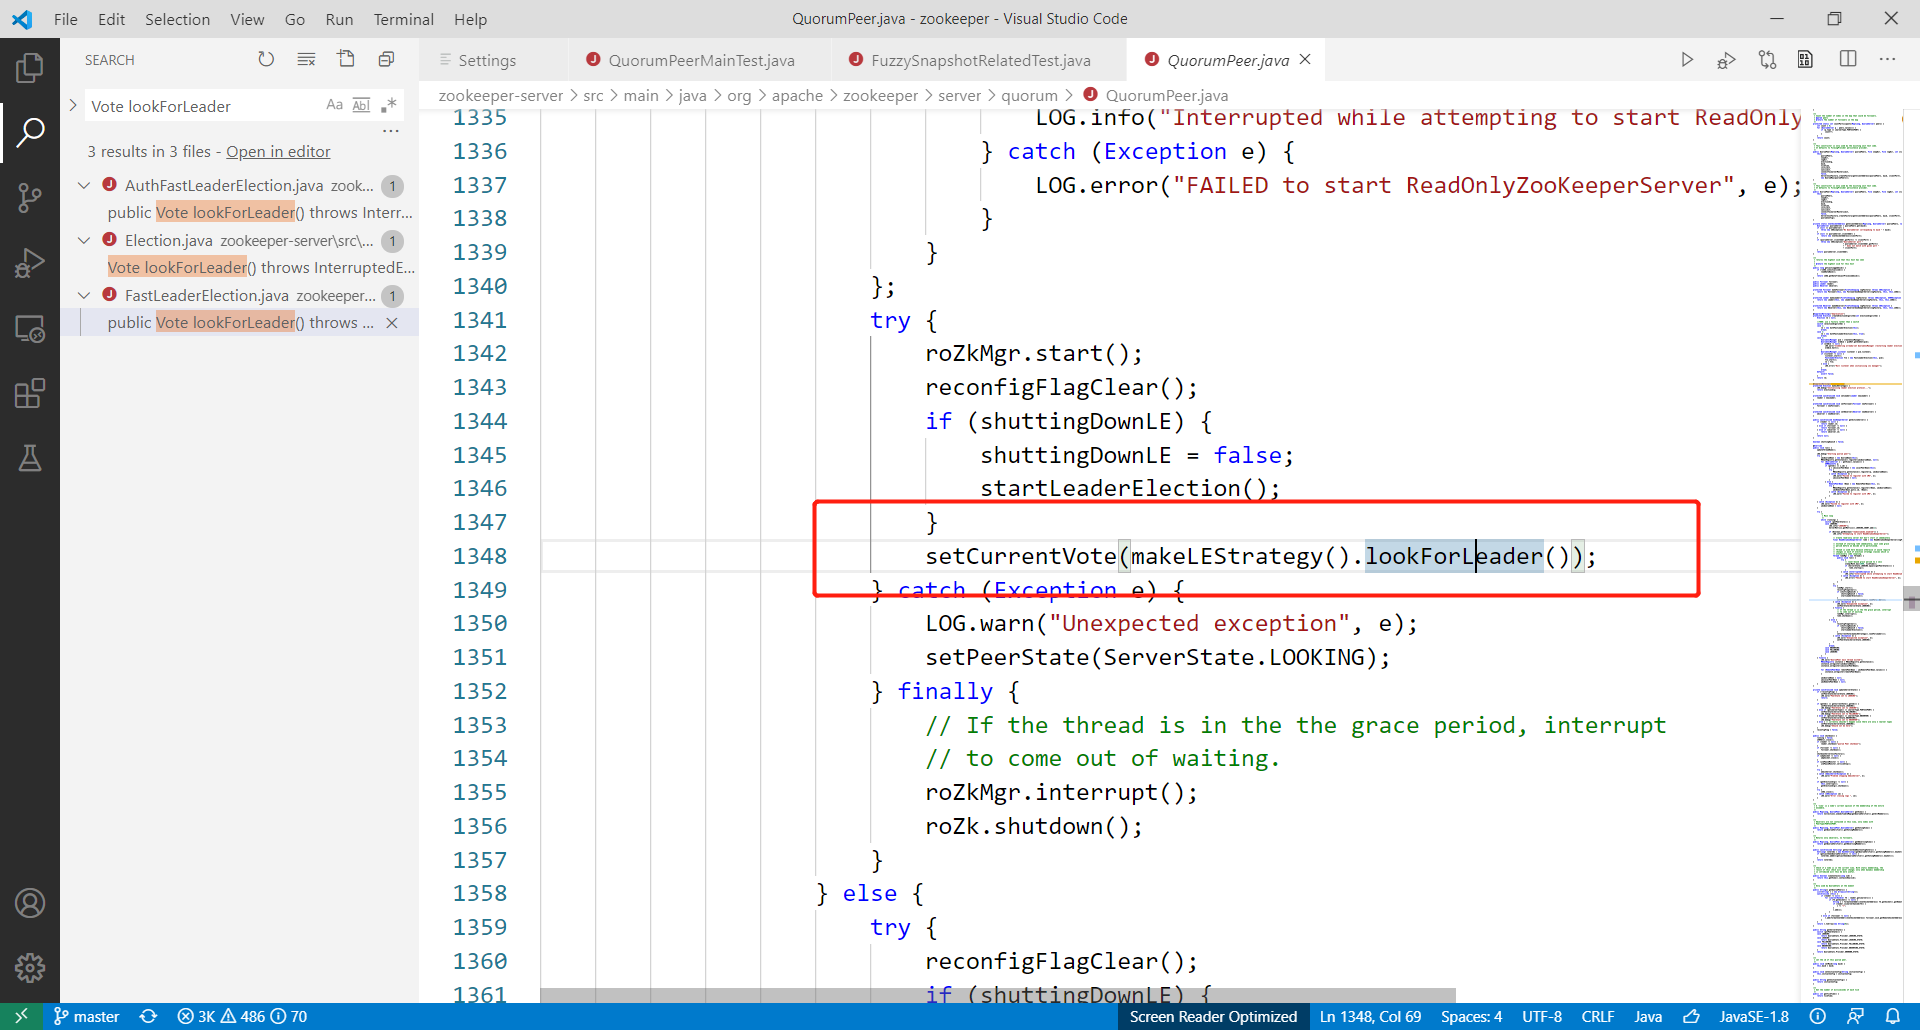 File Edit Selection View Go Run Terminal Help
QuorumPeer.java - zookeeper - Visual Studio Code
SEARCH
Vote lookForLeader
Aa Abl
3 results in 3 files - Open in editor
AuthFastLeaderElection.java zook... 1
public Vote lookForLeader() throws Interr...
Election.java zookeeper-server\src\... 1
Vote lookForLeader() throws InterruptedE...
FastLeaderElection.java zookeeper... 1
public Vote lookForLeader() throws ...
Settings QuorumPeerMainTest.java FuzzySnapshotRelatedTest.java QuorumPeer.java
zookeeper-server > src > main > java > org > apache > zookeeper > server > quorum > QuorumPeer.java
1335 LOG.info("Interrupted while attempting to start ReadOnly
1336 } catch (Exception e) {
1337 LOG.error("FAILED to start ReadOnlyZooKeeperServer", e);
1338 }
1339 }
1340 };
1341 try {
1342 roZkMgr.start();
1343 reconfigFlagClear();
1344 if (shuttingDownLE) {
1345 shuttingDownLE = false;
1346 startLeaderElection();
1347 }
1348 setCurrentVote(makeLEStrategy().lookForLeader());
1349 } catch (Exception e) {
1350 LOG.warn("Unexpected exception", e);
1351 setPeerState(ServerState.LOOKING);
1352 } finally {
1353 // If the thread is in the the grace period, interrupt
1354 // to come out of waiting.
1355 roZkMgr.interrupt();
1356 roZk.shutdown();
1357 }
1358 } else {
1359 try {
1360 reconfigFlagClear();
1361 if (shuttingDownLE) {
master 3K 486 70 Screen Reader Optimized Ln 1348, Col 69 Spaces: 4 UTF-8 CRLF Java JavaSE-1.8